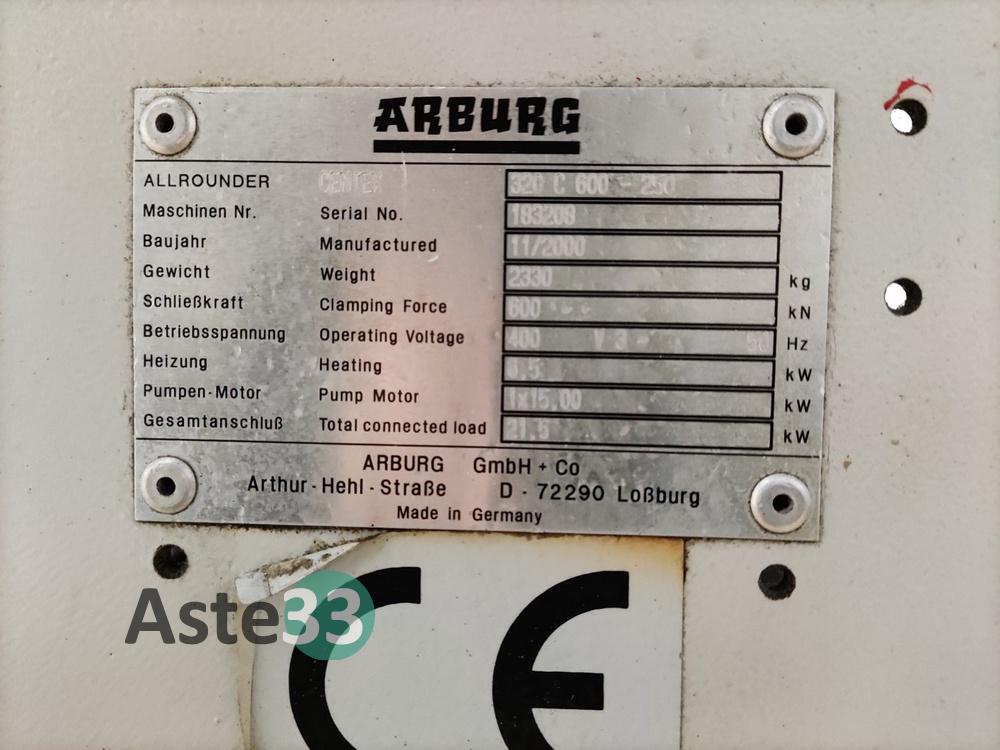 ARBURG
ALLROUNDER CENTEX 320 C 600 - 250
Maschinen Nr. Serial No. 183208
Baujahr Manufactured 11/2000
Gewicht Weight 2330 kg
Schließkraft Clamping Force 600 kN
Betriebsspannung Operating Voltage 400 V 3 ~ 50 Hz
Heizung Heating 6.5 kW
Pumpen-Motor Pump Motor 1x15.00 kW
Gesamtanschluß Total connected load 21.5 kW
ARBURG GmbH + Co
Arthur-Hehl-Straße D - 72290 Loßburg
Made in Germany
Aste33
CE